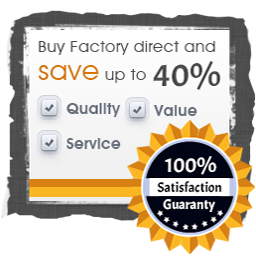 Buy Factory direct and
save up to 40%
Quality Value
Service
100%
Satisfaction
Guaranty